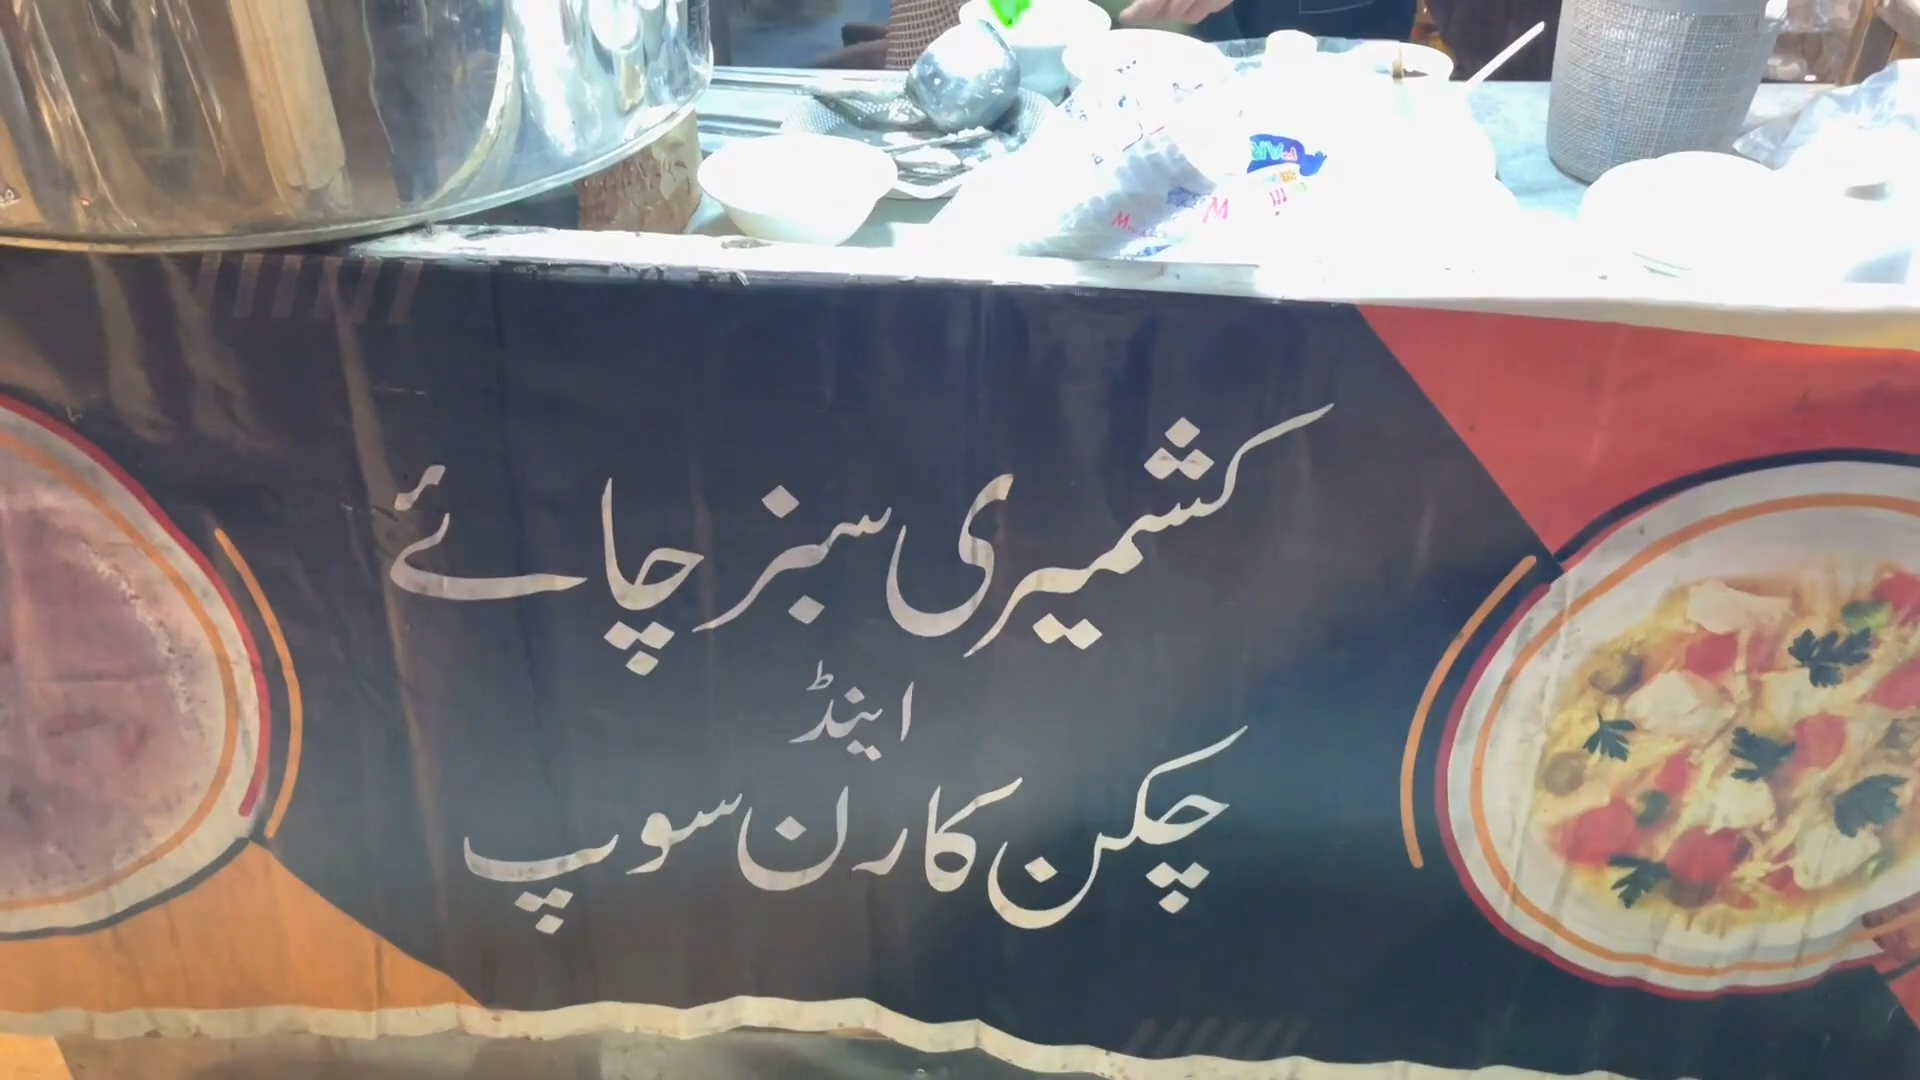 کشمیری سبز چائے
اینڈ
چکن کارن سوپ